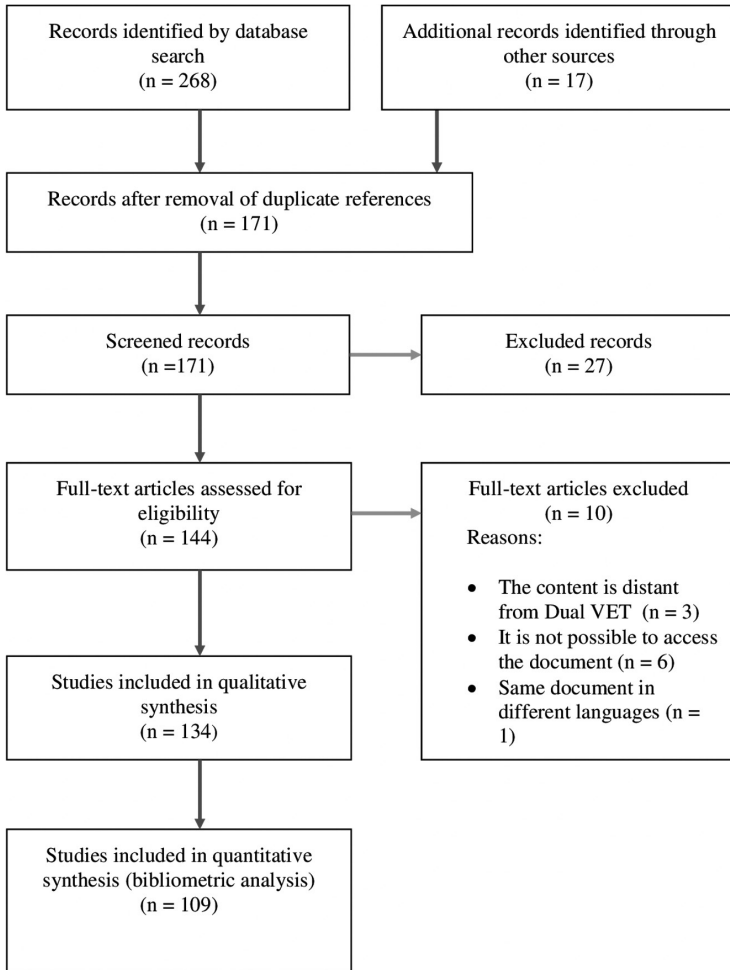 Records identified by database
search
(n = 268)
Additional records identified through
other sources
(n = 17)
Records after removal of duplicate references
(n = 171)
Screened records
(n =171)
Excluded records
(n = 27)
Full-text articles assessed for
eligibility
(n = 144)
Full-text articles excluded
(n = 10)
Reasons:
• The content is distant
from Dual VET (n = 3)
• It is not possible to access
the document (n = 6)
• Same document in
different languages (n =
1)
Studies included in qualitative
synthesis
(n = 134)
Studies included in quantitative
synthesis (bibliometric analysis)
(n = 109)